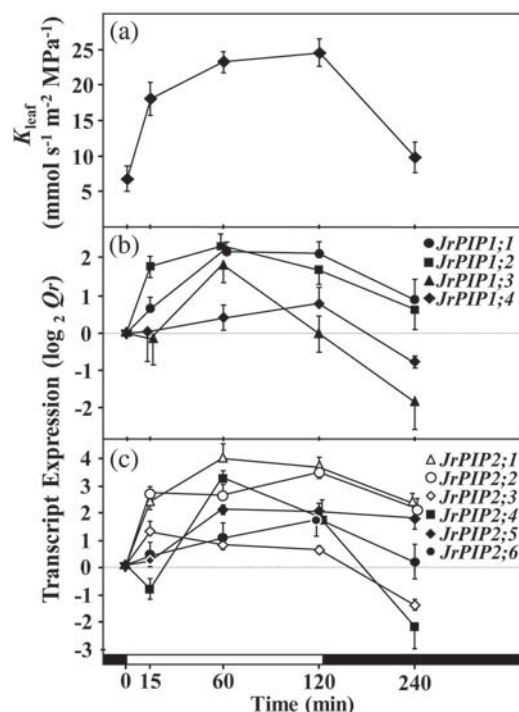 (a)
25
20
15
10
5
K leaf
(mmol s⁻¹ m⁻² MPa⁻¹)
(b)
JrPIP1;1
JrPIP1;2
JrPIP1;3
JrPIP1;4
2
1
0
-1
-2
Transcript Expression (log ₂ Qr)
(c)
JrPIP2;1
JrPIP2;2
JrPIP2;3
JrPIP2;4
JrPIP2;5
JrPIP2;6
4
3
2
1
0
-1
-2
-3
0 15 60 120 240
Time (min)